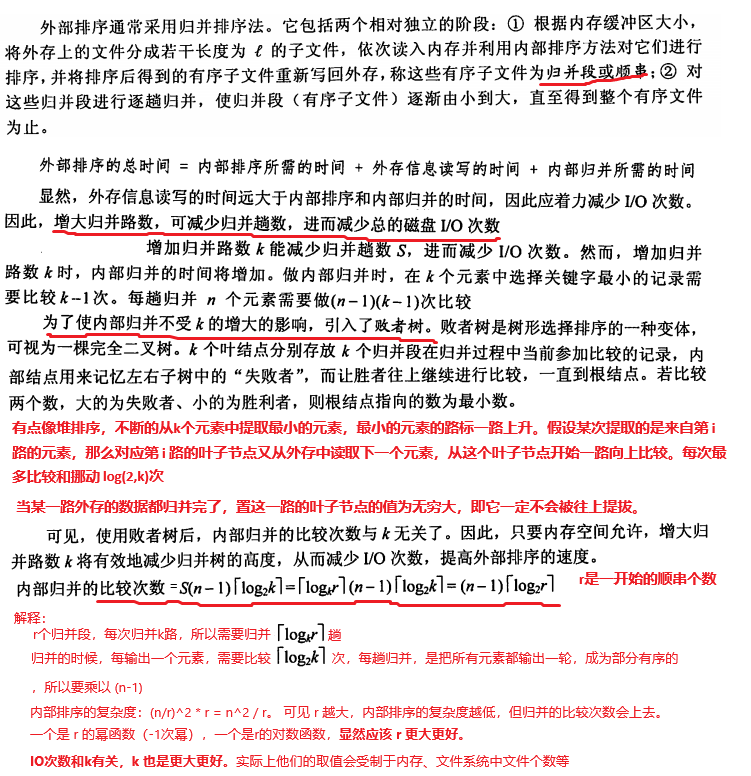 外部排序通常采用归并排序法。它包括两个相对独立的阶段：① 根据内存缓冲区大小，
将外存上的文件分成若干长度为 ℓ 的子文件，依次读入内存并利用内部排序方法对它们进行
排序，并将排序后得到的有序子文件重新写回外存，称这些有序子文件为归并段或顺串；② 对
这些归并段进行逐趟归并，使归并段（有序子文件）逐渐由小到大，直至得到整个有序文件
为止。
外部排序的总时间 = 内部排序所需的时间 + 外存信息读写的时间 + 内部归并所需的时间
显然，外存信息读写的时间远大于内部排序和内部归并的时间，因此应着力减少 I/O 次数。
因此，增大归并路数，可减少归并趟数，进而减少总的磁盘 I/O 次数
增加归并路数 k 能减少归并趟数 S，进而减少 I/O 次数。然而，增加归并
路数 k 时，内部归并的时间将增加。做内部归并时，在 k 个元素中选择关键字最小的记录需
要比较 k-1 次。每趟归并 n 个元素需要做(n-1)(k-1)次比较
为了使内部归并不受 k 的增大的影响，引入了败者树。败者树是树形选择排序的一种变体，
可视为一棵完全二叉树。k 个叶结点分别存放 k 个归并段在归并过程中当前参加比较的记录，内
部结点用来记忆左右子树中的“失败者”，而让胜者往上继续进行比较，一直到根结点。若比较
两个数，大的为失败者、小的为胜利者，则根结点指向的数为最小数。
有点像堆排序，不断的从k个元素中提取最小的元素，最小的元素的路标一路上升。假设某次提取的是来自第 i
路的元素，那么对应第 i 路的叶子节点又从外存中读取下一个元素，从这个叶子节点开始一路向上比较。每次最
多比较和挪动 log(2,k)次
当某一路外存的数据都归并完了，置这一路的叶子节点的值为无穷大，即它一定不会被往上提拔。
可见，使用败者树后，内部归并的比较次数与 k 无关了。因此，只要内存空间允许，增大归
并路数 k 将有效地减少归并树的高度，从而减少 I/O 次数，提高外部排序的速度。
内部归并的比较次数 =S(n-1)⌈log₂k⌉=⌈logₖr⌉(n-1)⌈log₂k⌉=(n-1)⌈log₂r⌉ r是一开始的顺串个数
解释：
r个归并段，每次归并k路，所以需要归并 ⌈logₖr⌉ 趟
归并的时候，每输出一个元素，需要比较 ⌈log₂k⌉ 次，每趟归并，是把所有元素都输出一轮，成为部分有序的
，所以要乘以 (n-1)
内部排序的复杂度：(n/r)^2 * r = n^2 / r。 可见 r 越大，内部排序的复杂度越低，但归并的比较次数会上去。
一个是 r 的幂函数（-1次幂），一个是r的对数函数，显然应该 r 更大更好。
IO次数和k有关，k 也是更大更好。实际上他们的取值会受制于内存、文件系统中文件个数等